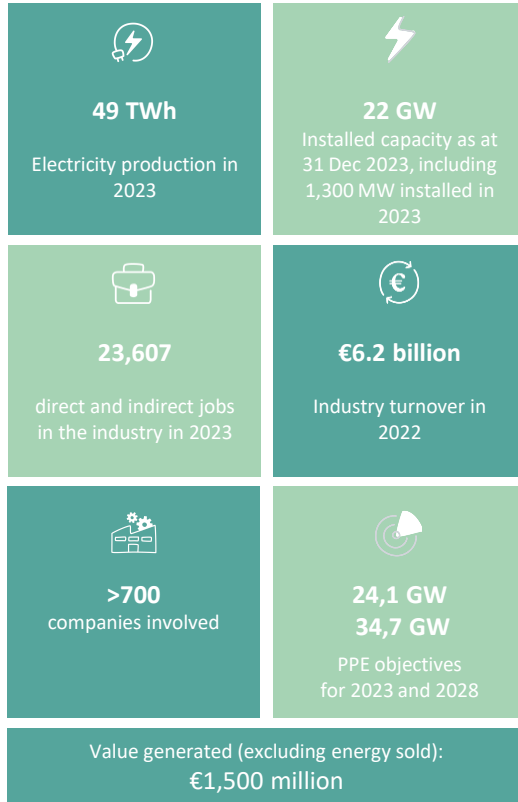 49 TWh
Electricity production in
2023
22 GW
Installed capacity as at
31 Dec 2023, including
1,300 MW installed in
2023
23,607
direct and indirect jobs
in the industry in 2023
€
€6.2 billion
Industry turnover in
2022
>700
companies involved
24,1 GW
34,7 GW
PPE objectives
for 2023 and 2028
Value generated (excluding energy sold):
€1,500 million